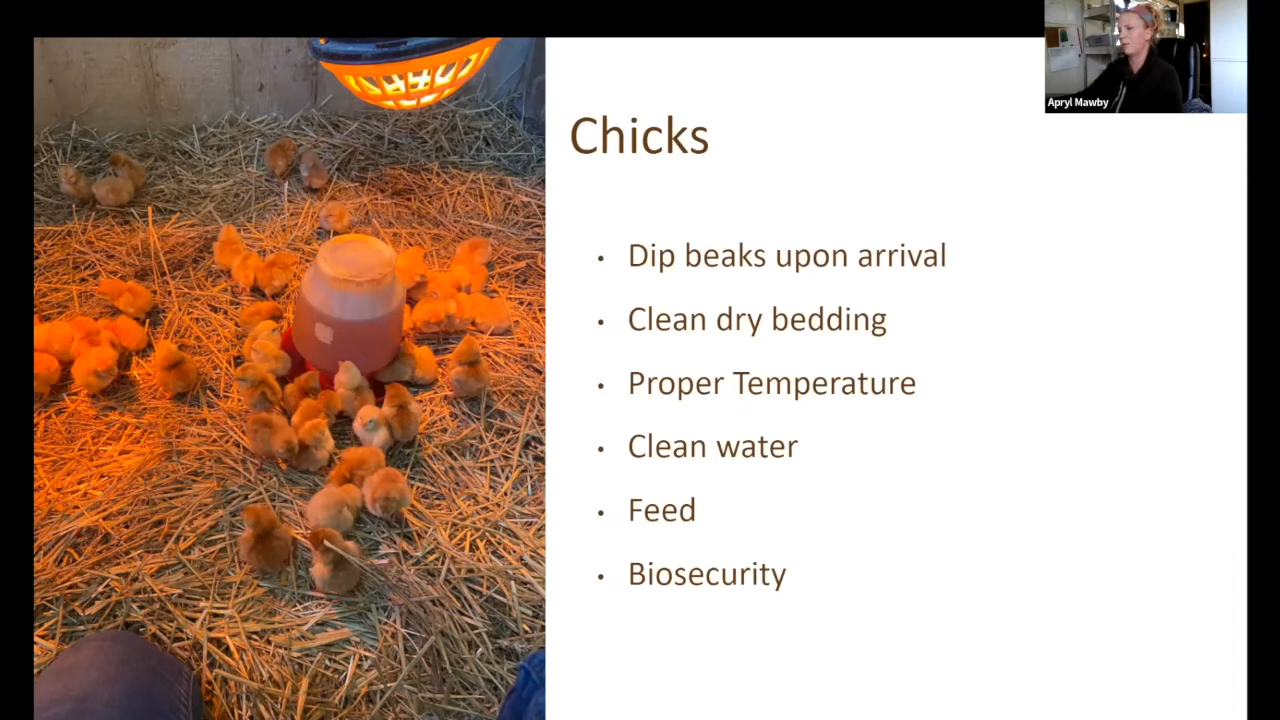 Apryl Mawby
Chicks
• Dip beaks upon arrival
• Clean dry bedding
• Proper Temperature
• Clean water
• Feed
• Biosecurity